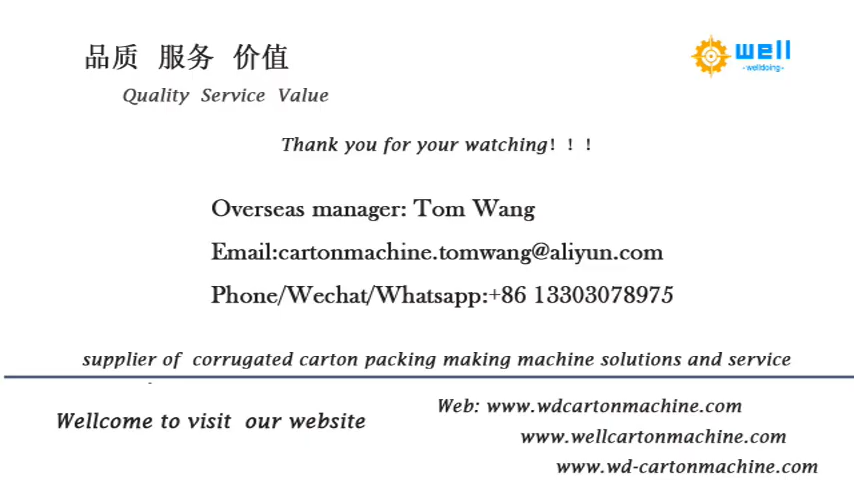 品质 服务 价值
Quality Service Value
well
-welldoing-
Thank you for your watching！！！
Overseas manager: Tom Wang
Email:cartonmachine.tomwang@aliyun.com
Phone/Wechat/Whatsapp:+86 13303078975
supplier of corrugated carton packing making machine solutions and service
Wellcome to visit our website
Web: www.wdcartonmachine.com
www.wellcartonmachine.com
www.wd-cartonmachine.com